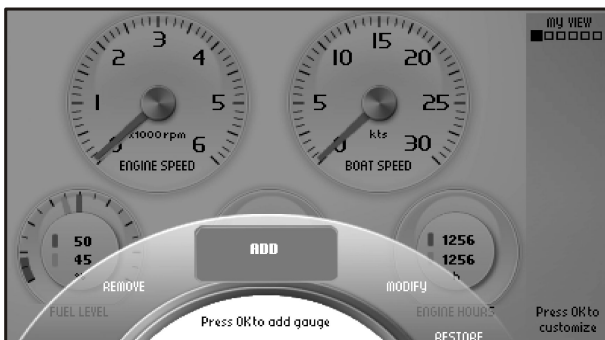 MY VIEW
0 1 2 3 4 5 6
x1000rpm
ENGINE SPEED
0 5 10 15 20 25 30
kts
BOAT SPEED
50
45
%
FUEL LEVEL
1256
1256
h
ENGINE HOURS
REMOVE
ADD
MODIFY
RESTORE
Press OK to add gauge
Press OK to
customize